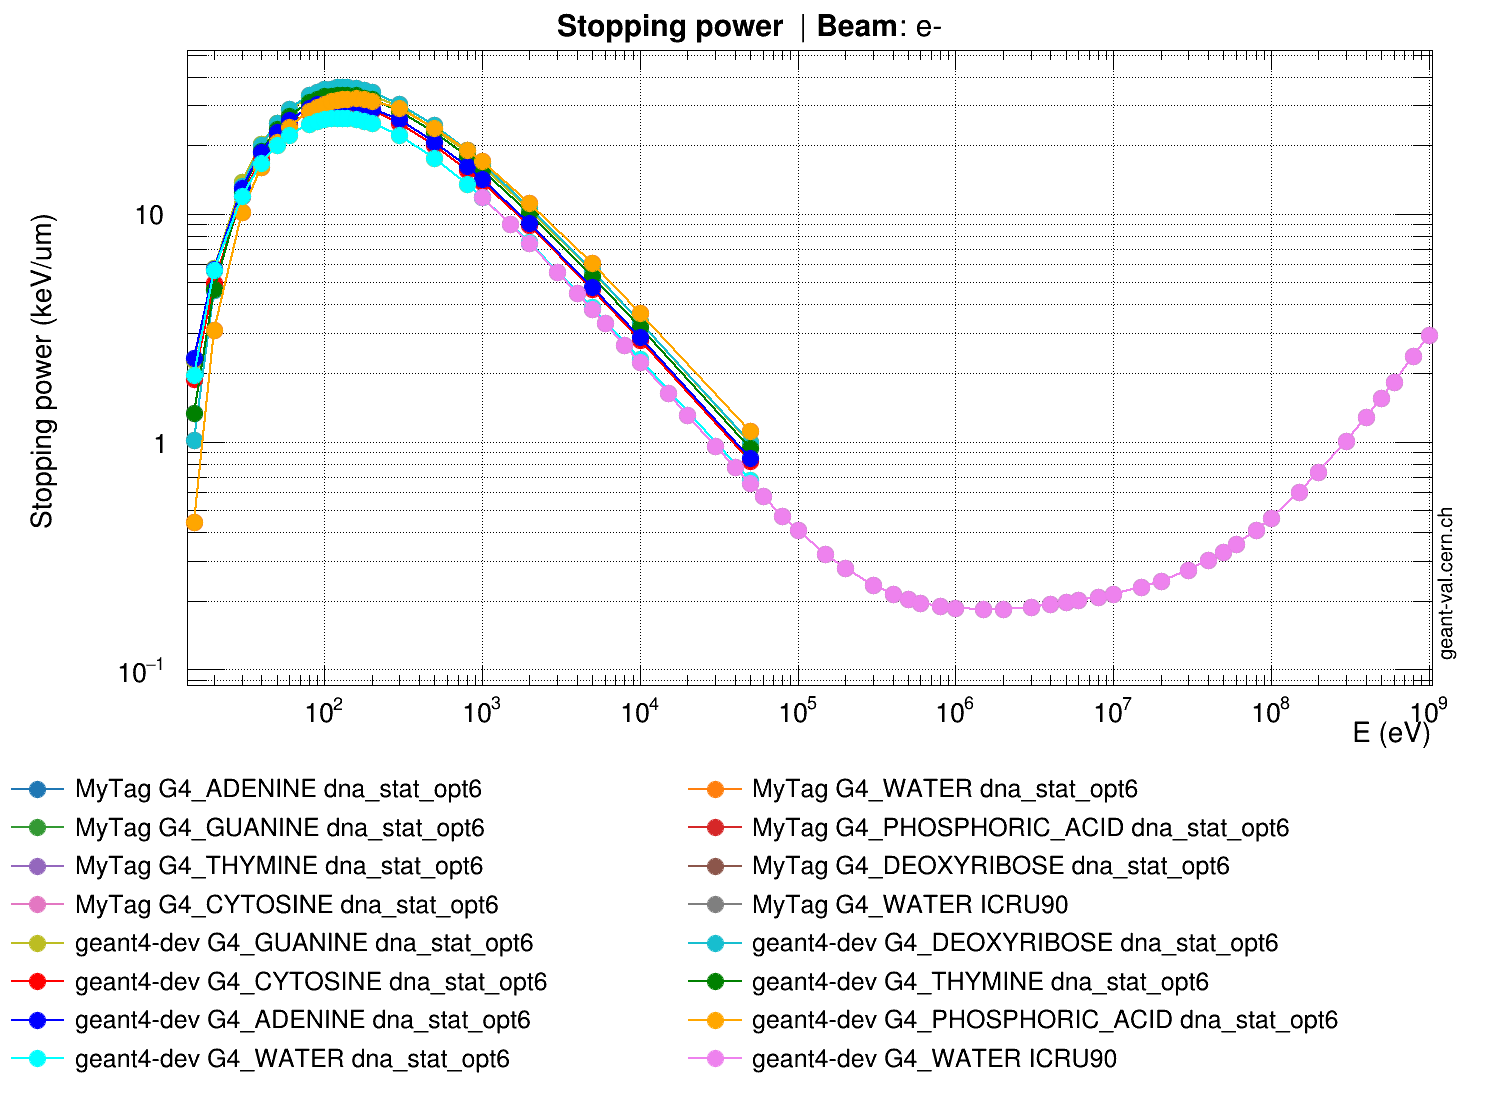 Stopping power | Beam: e-
Stopping power (keV/um)
10
1
10⁻¹
10²
10³
10⁴
10⁵
10⁶
10⁷
10⁸
10⁹
E (eV)
geant-val.cern.ch
MyTag G4_ADENINE dna_stat_opt6
MyTag G4_WATER dna_stat_opt6
MyTag G4_GUANINE dna_stat_opt6
MyTag G4_PHOSPHORIC_ACID dna_stat_opt6
MyTag G4_THYMINE dna_stat_opt6
MyTag G4_DEOXYRIBOSE dna_stat_opt6
MyTag G4_CYTOSINE dna_stat_opt6
MyTag G4_WATER ICRU90
geant4-dev G4_GUANINE dna_stat_opt6
geant4-dev G4_DEOXYRIBOSE dna_stat_opt6
geant4-dev G4_CYTOSINE dna_stat_opt6
geant4-dev G4_THYMINE dna_stat_opt6
geant4-dev G4_ADENINE dna_stat_opt6
geant4-dev G4_PHOSPHORIC_ACID dna_stat_opt6
geant4-dev G4_WATER dna_stat_opt6
geant4-dev G4_WATER ICRU90